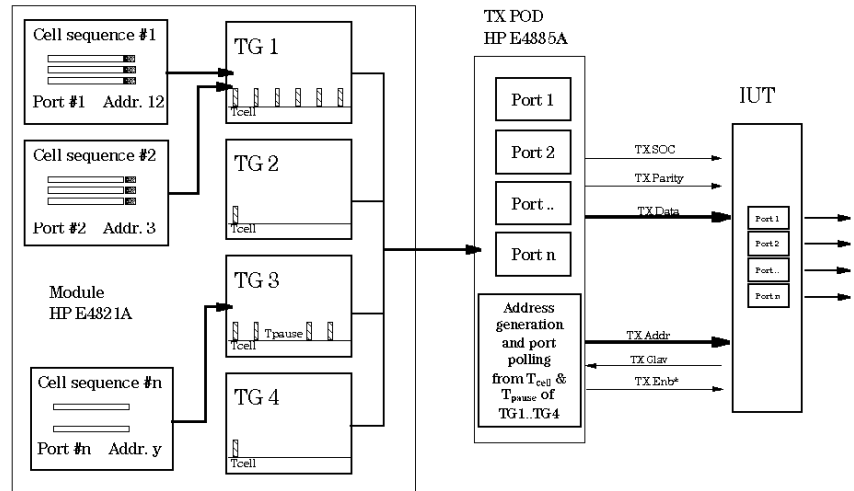 Cell sequence #1
Port #1 Addr. 12
Cell sequence #2
Port #2 Addr. 3
Module
HP E4821A
Cell sequence #n
Port #n Addr. y
TG 1
Tcell
TG 2
Tcell
TG 3
Tpause
Tcell
TG 4
Tcell
TX POD
HP E4835A
Port 1
Port 2
Port ..
Port n
Address
generation
and port
polling
from Tcell &
Tpause of
TG1..TG4
TX SOC
TX Parity
TX Data
TX Addr
TX Clav
TX Enb*
IUT
Port 1
Port 2
Port ..
Port n